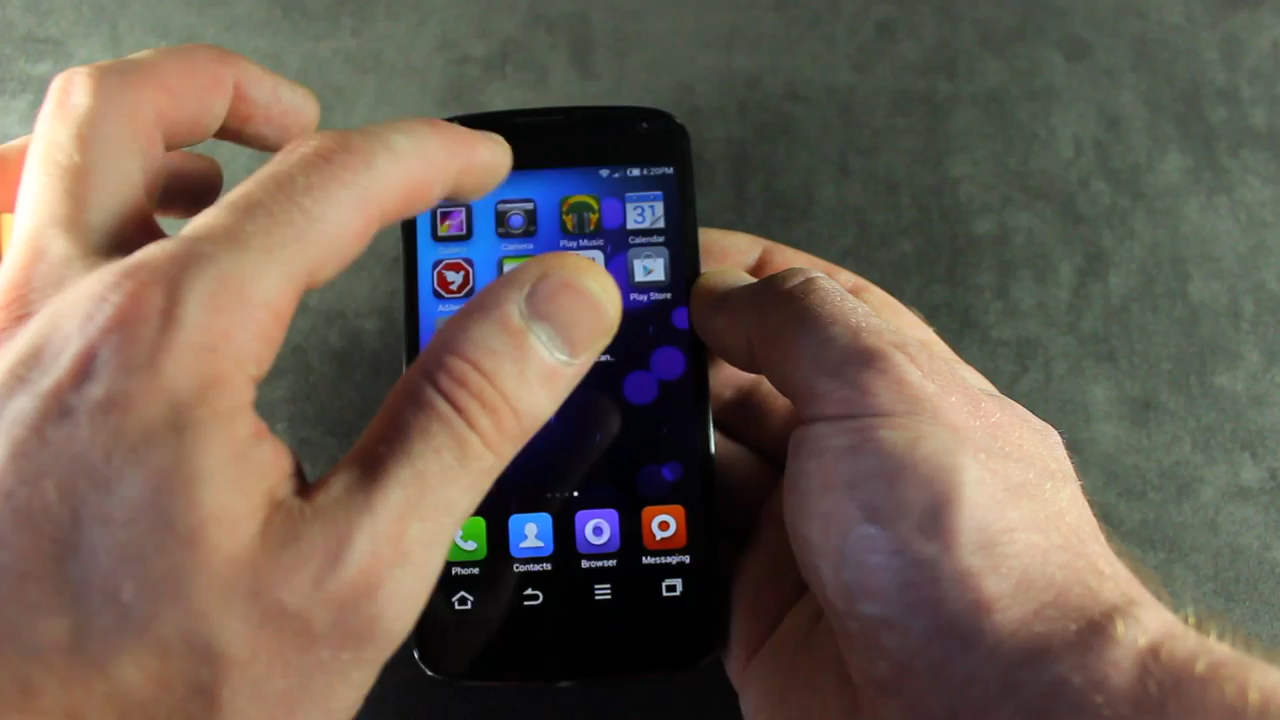 4:20PM
Camera
Play Music
31
Calendar
Play Store
Phone
Contacts
Browser
Messaging